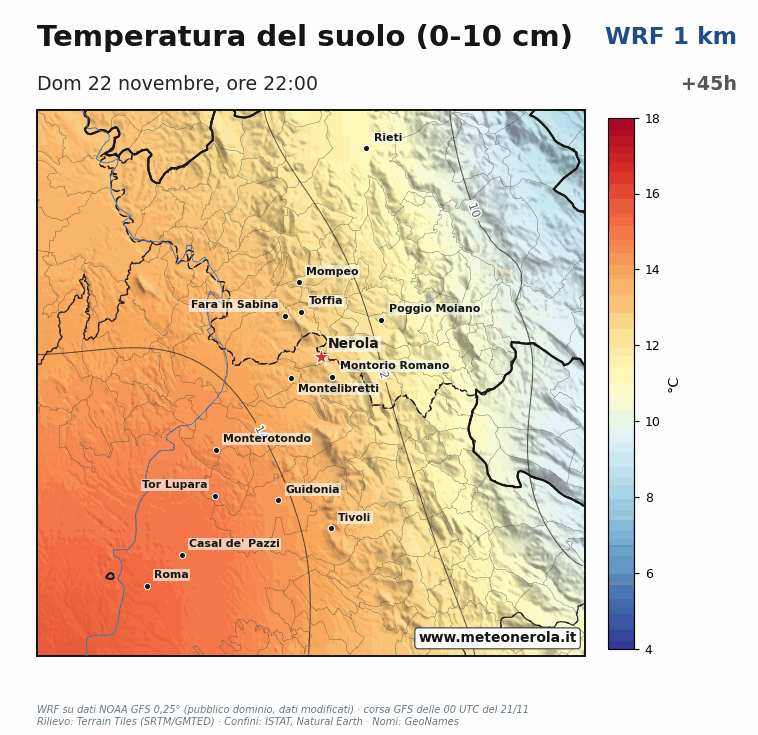 Temperatura del suolo (0-10 cm)
WRF 1 km
Dom 22 novembre, ore 22:00
+45h
Rieti
10
Mompeo
Fara in Sabina
Toffia
Poggio Moiano
Nerola
Montorio Romano
Montelibretti
Monterotondo
Tor Lupara
Guidonia
Tivoli
Casal de' Pazzi
Roma
www.meteonerola.it
18
16
14
12
10
8
6
4
°C
WRF su dati NOAA GFS 0,25° (pubblico dominio, dati modificati) · corsa GFS delle 00 UTC del 21/11
Rilievo: Terrain Tiles (SRTM/GMTED) · Confini: ISTAT, Natural Earth · Nomi: GeoNames